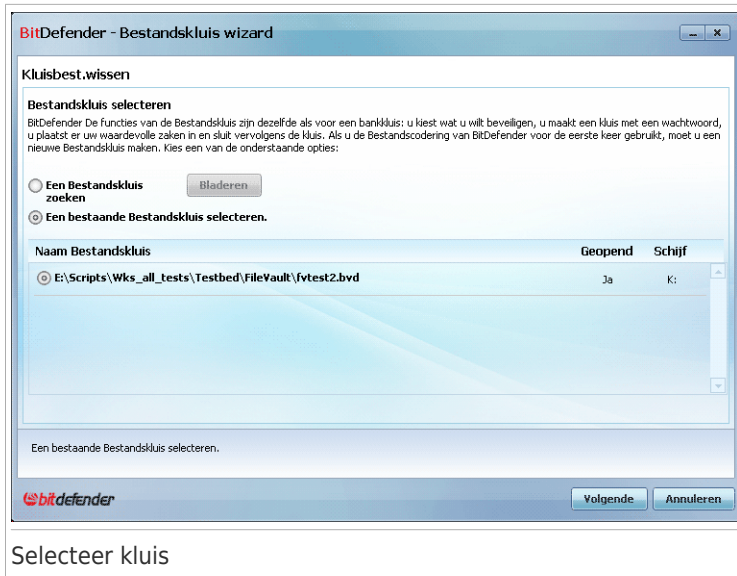 BitDefender - Bestandskluis wizard
Kluisbest.wissen
Bestandskluis selecteren
BitDefender De functies van de Bestandskluis zijn dezelfde als voor een bankkluis: u kiest wat u wilt beveiligen, u maakt een kluis met een wachtwoord,
u plaatst er uw waardevolle zaken in en sluit vervolgens de kluis. Als u de Bestandscodering van BitDefender voor de eerste keer gebruikt, moet u een
nieuwe Bestandskluis maken. Kies een van de onderstaande opties:
Een Bestandskluis
zoeken
Bladeren
Een bestaande Bestandskluis selecteren.
Naam Bestandskluis Geopend Schijf
E:\Scripts\Wks_all_tests\Testbed\FileVault\fvtest2.bvd Ja K:
Een bestaande Bestandskluis selecteren.
bitdefender
Volgende Annuleren
Selecteer kluis